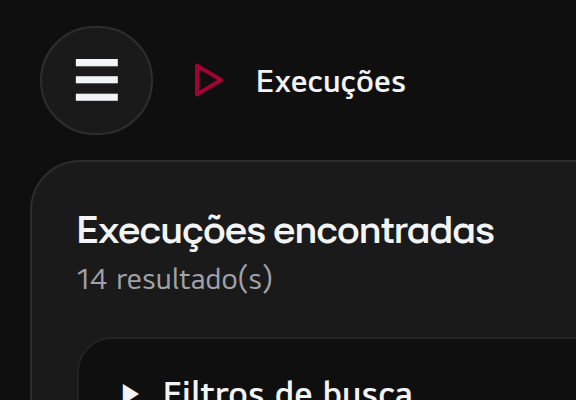 Execuções
Execuções encontradas
14 resultado(s)
Filtros de busca